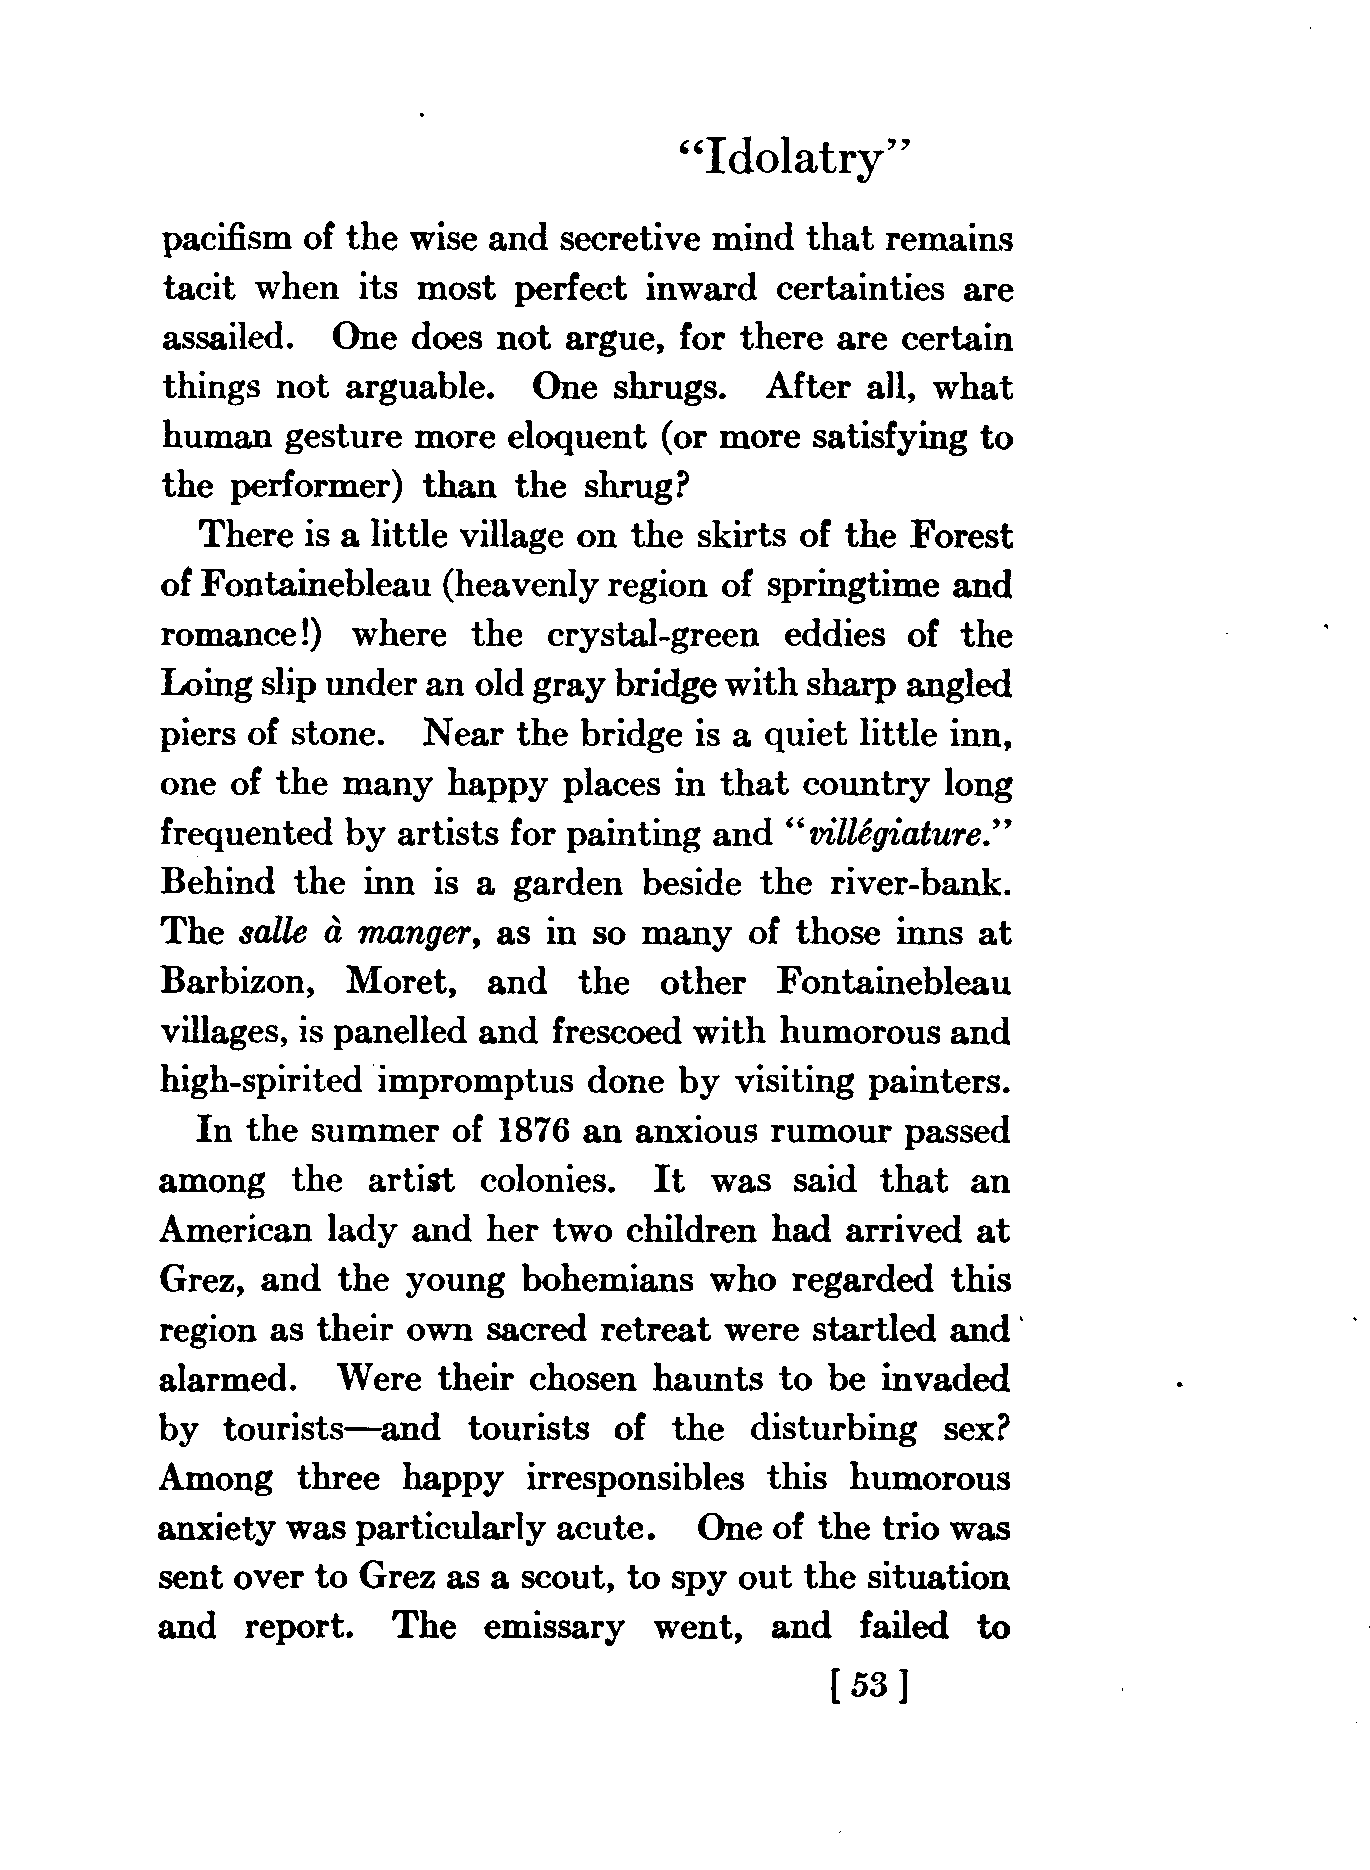 “Idolatry”
pacifism of the wise and secretive mind that remains
tacit when its most perfect inward certainties are
assailed. One does not argue, for there are certain
things not arguable. One shrugs. After all, what
human gesture more eloquent (or more satisfying to
the performer) than the shrug?
There is a little village on the skirts of the Forest
of Fontainebleau (heavenly region of springtime and
romance!) where the crystal-green eddies of the
Loing slip under an old gray bridge with sharp angled
piers of stone. Near the bridge is a quiet little inn,
one of the many happy places in that country long
frequented by artists for painting and “villégiature.”
Behind the inn is a garden beside the river-bank.
The salle à manger, as in so many of those inns at
Barbizon, Moret, and the other Fontainebleau
villages, is panelled and frescoed with humorous and
high-spirited impromptus done by visiting painters.
In the summer of 1876 an anxious rumour passed
among the artist colonies. It was said that an
American lady and her two children had arrived at
Grez, and the young bohemians who regarded this
region as their own sacred retreat were startled and
alarmed. Were their chosen haunts to be invaded
by tourists—and tourists of the disturbing sex?
Among three happy irresponsibles this humorous
anxiety was particularly acute. One of the trio was
sent over to Grez as a scout, to spy out the situation
and report. The emissary went, and failed to
[ 53 ]